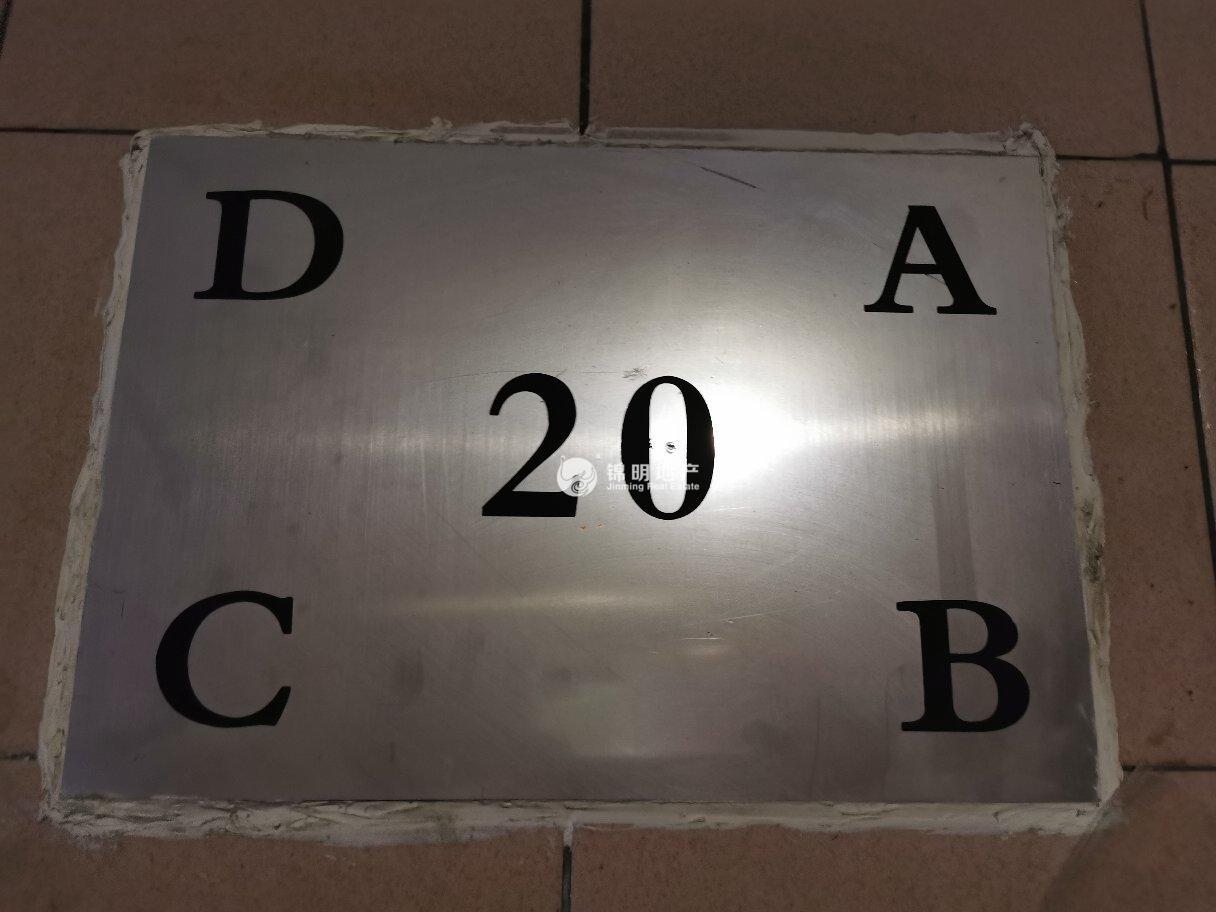 D A
20
锦明地产
Jinming Real Estate
C B